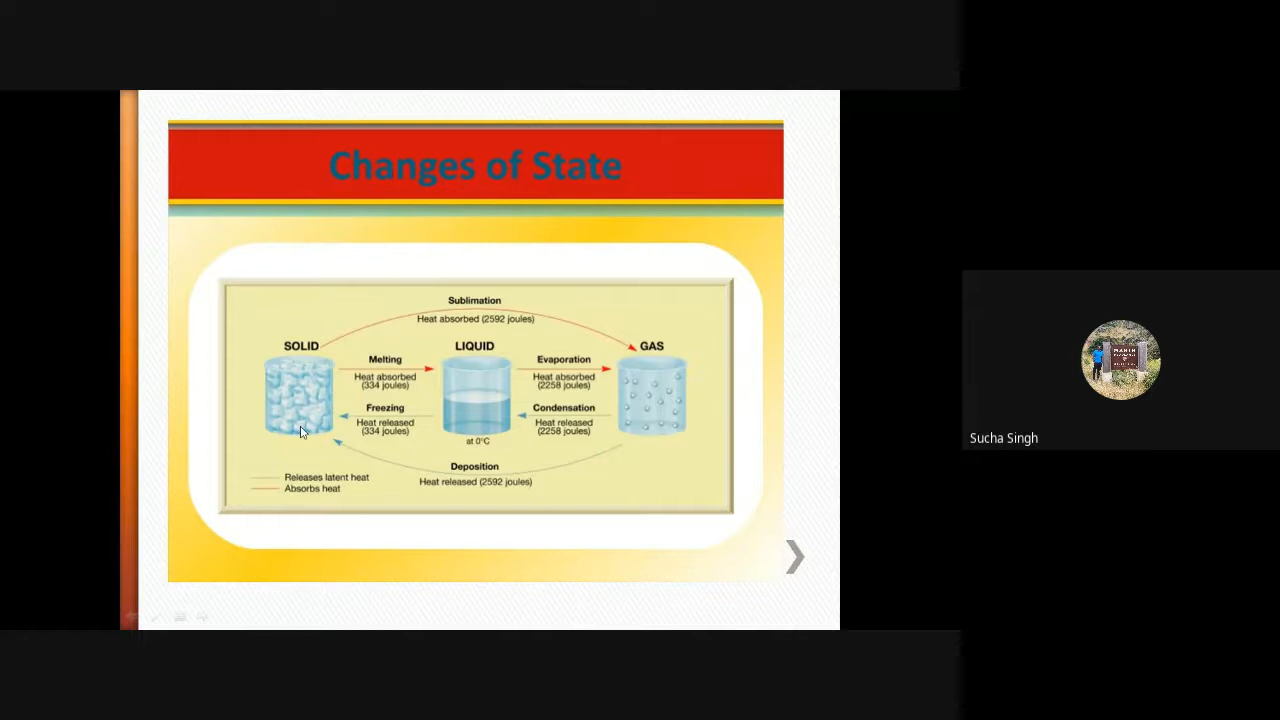 Changes of State
Sublimation
Heat absorbed (2592 joules)
SOLID
LIQUID
GAS
Melting
Heat absorbed
(334 joules)
Evaporation
Heat absorbed
(2258 joules)
Freezing
Heat released
(334 joules)
Condensation
Heat released
(2258 joules)
at 0°C
Deposition
Heat released (2592 joules)
Releases latent heat
Absorbs heat
Sucha Singh